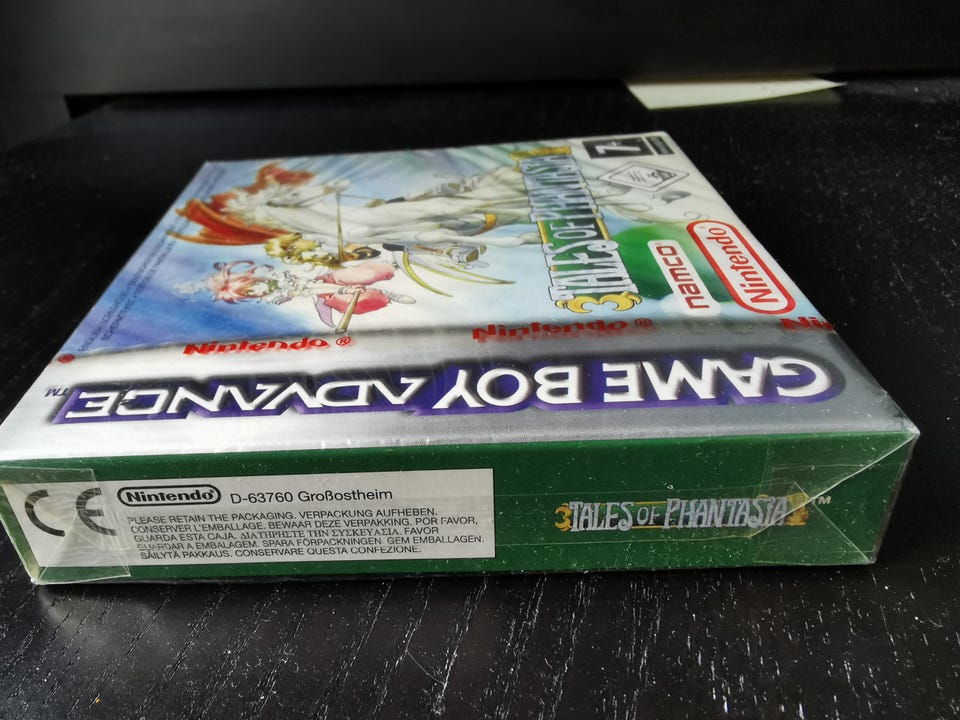 7+
TALES OF PHANTASIA
namco
Nintendo
Nintendo®
Nintendo®
Ni
GAME BOY ADVANCE™
CE
Nintendo® D-63760 Großostheim
PLEASE RETAIN THE PACKAGING. VERPACKUNG AUFHEBEN.
CONSERVER L'EMBALLAGE. BEWAAR DEZE VERPAKKING. POR FAVOR,
GUARDA ESTA CAJA. ΔΙΑΤΗΡΗΣΤΕ ΤΗΝ ΣΥΣΚΕΥΑΣΙΑ. FAVOR
GUARDAR A EMBALAGEM. SPARA FÖRPACKNINGEN. GEM EMBALLAGEN.
SÄILYTÄ PAKKAUS. CONSERVARE QUESTA CONFEZIONE.
TALES OF PHANTASIA™